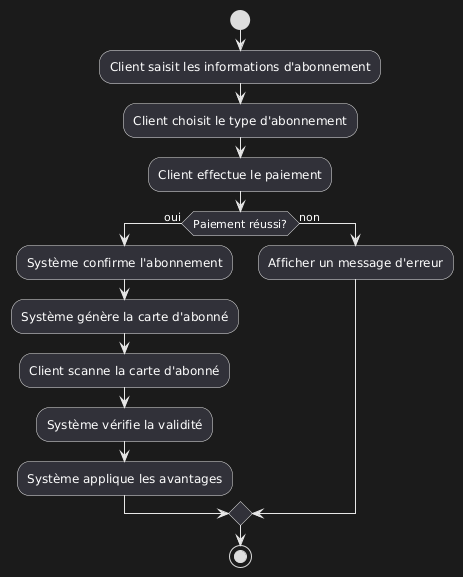 Client saisit les informations d'abonnement
Client choisit le type d'abonnement
Client effectue le paiement
oui
Paiement réussi?
non
Système confirme l'abonnement
Afficher un message d'erreur
Système génère la carte d'abonné
Client scanne la carte d'abonné
Système vérifie la validité
Système applique les avantages